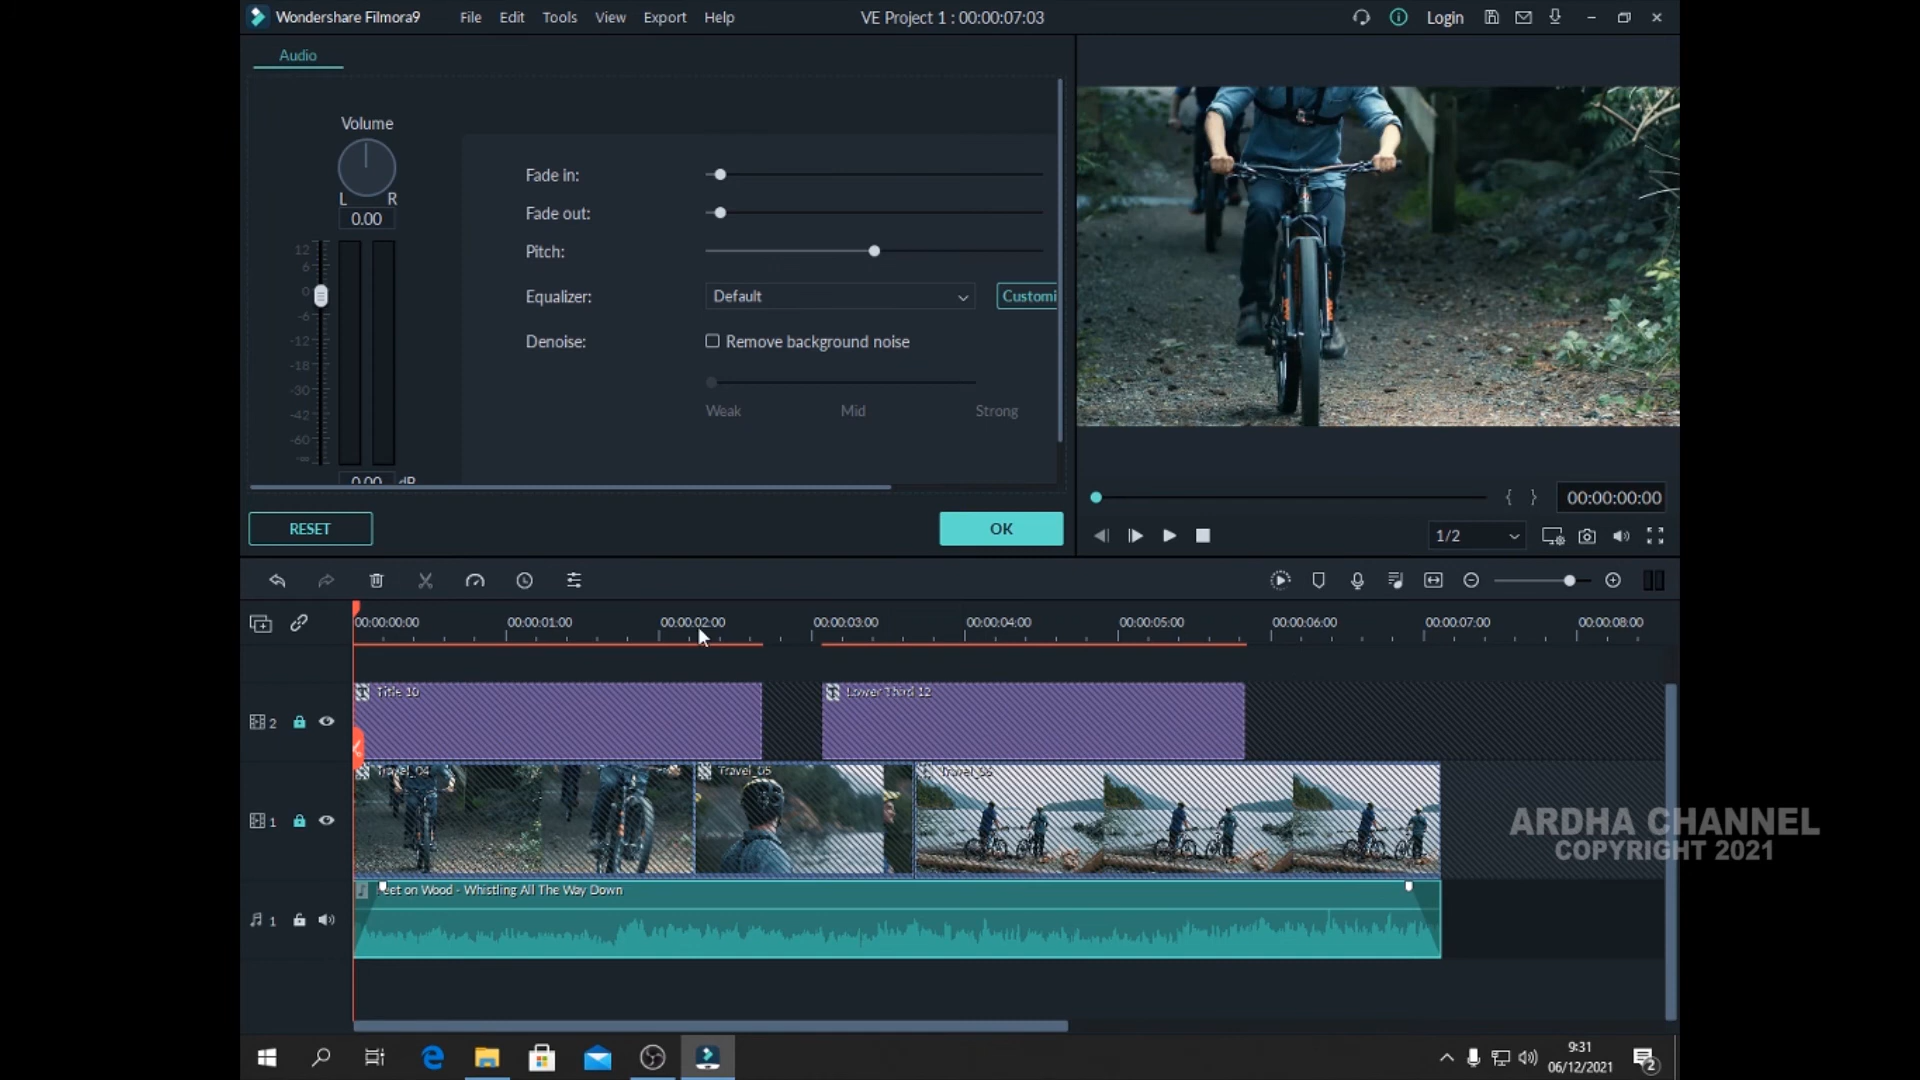 Wondershare Filmora9 File Edit Tools View Export Help VE Project 1 : 00:00:07:03 Login
Audio
Volume
L R
0.00
12
6
0
-6
-12
-18
-30
-42
-60
-∞
0.00 dB
Fade in:
Fade out:
Pitch:
Equalizer: Default Customi
Denoise: Remove background noise
Weak Mid Strong
RESET OK
{ } 00:00:00:00
1/2
00:00:00:00 00:00:01:00 00:00:02:00 00:00:03:00 00:00:04:00 00:00:05:00 00:00:06:00 00:00:07:00 00:00:08:00
Title 10 Lower Third 12
2
Travel_04 Travel_05
1
ARDHA CHANNEL
COPYRIGHT 2021
eet on Wood - Whistling All The Way Down
1
9:31
06/12/2021
2